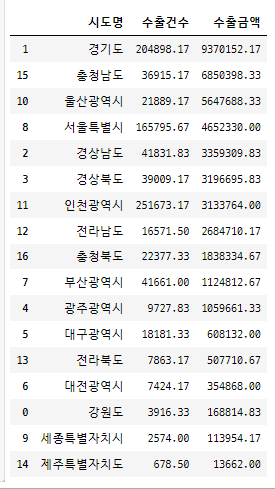 시도명 수출건수 수출금액
1 경기도 204898.17 9370152.17
15 충청남도 36915.17 6850398.33
10 울산광역시 21889.17 5647688.33
8 서울특별시 165795.67 4652330.00
2 경상남도 41831.83 3359309.83
3 경상북도 39009.17 3196695.83
11 인천광역시 251673.17 3133764.00
12 전라남도 16571.50 2684710.17
16 충청북도 22377.33 1838334.67
7 부산광역시 41661.00 1124812.67
4 광주광역시 9727.83 1059661.33
5 대구광역시 18181.33 608132.00
13 전라북도 7863.17 507710.67
6 대전광역시 7424.17 354868.00
0 강원도 3916.33 168814.83
9 세종특별자치시 2574.00 113954.17
14 제주특별자치도 678.50 13662.00